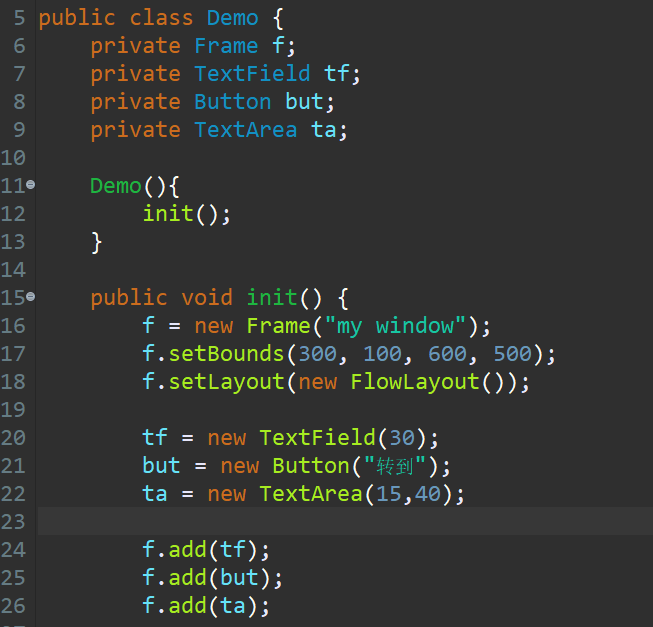 5 public class Demo {
6     private Frame f;
7     private TextField tf;
8     private Button but;
9     private TextArea ta;
10
11     Demo(){
12         init();
13     }
14
15     public void init() {
16         f = new Frame("my window");
17         f.setBounds(300, 100, 600, 500);
18         f.setLayout(new FlowLayout());
19
20         tf = new TextField(30);
21         but = new Button("转到");
22         ta = new TextArea(15,40);
23
24         f.add(tf);
25         f.add(but);
26         f.add(ta);